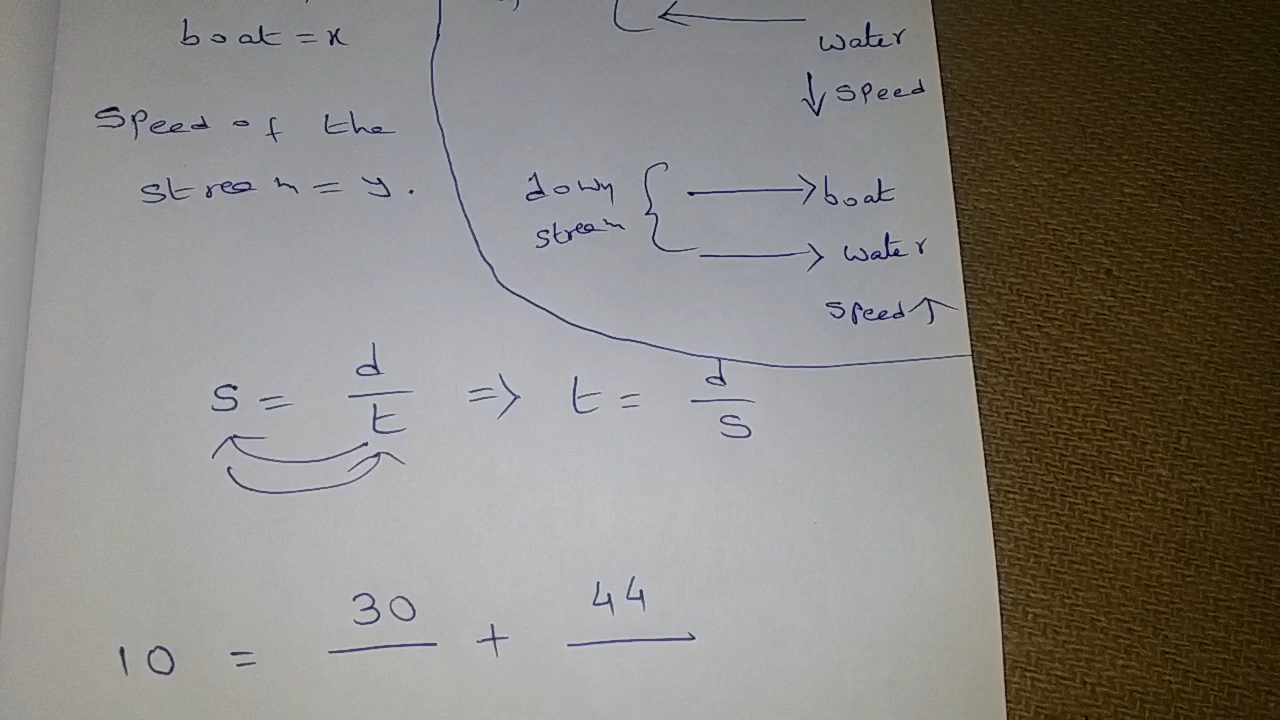 boat = x
Speed of the
stream = y.
water
↓ speed
down
stream
boat
water
speed ↑
s = d/t => t = d/s
10 = 30/ + 44/